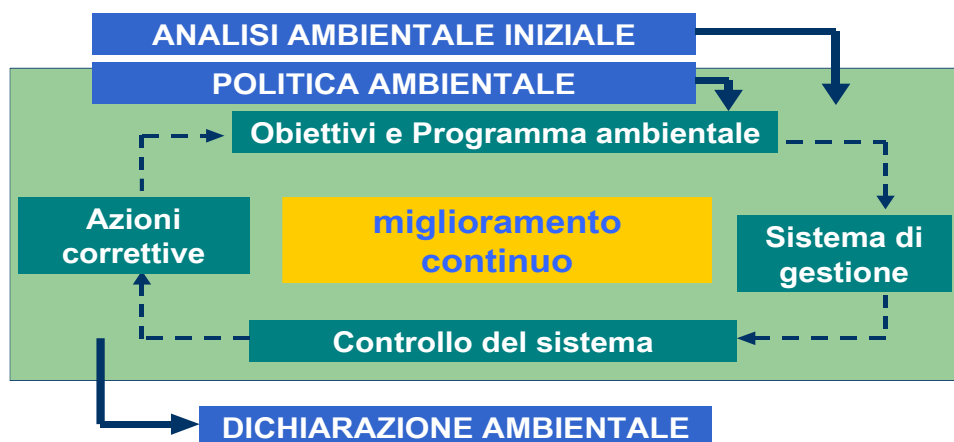 ANALISI AMBIENTALE INIZIALE
POLITICA AMBIENTALE
Obiettivi e Programma ambientale
Azioni
correttive
miglioramento
continuo
Sistema di
gestione
Controllo del sistema
DICHIARAZIONE AMBIENTALE